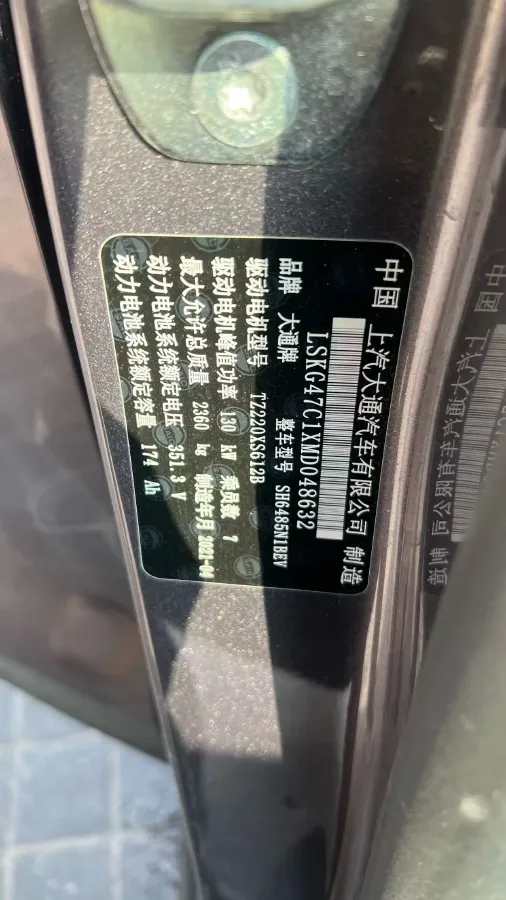 中国 上汽大通汽车有限公司 制造
LSKG47C1XMD048632
品牌 大通牌 整车型号 SH6485N1BEV
驱动电机型号 TZ220XS612B
驱动电机峰值功率 130 kW 乘员数 7
最大允许总质量 2360 kg 制造年月
动力电池系统额定电压 351.3 V
动力电池系统额定容量 174 Ah